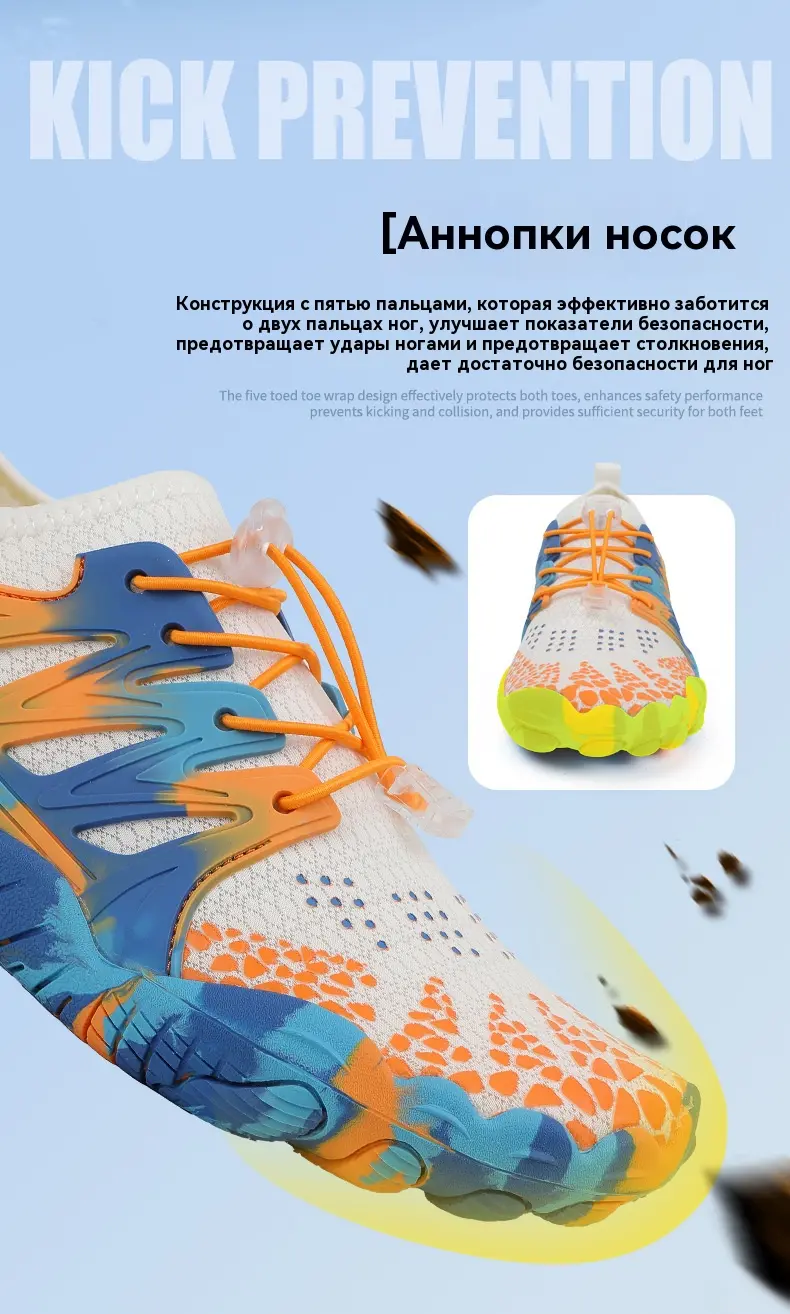 KICK PREVENTION
[Аннопки носок
Конструкция с пятью пальцами, которая эффективно заботится
о двух пальцах ног, улучшает показатели безопасности,
предотвращает удары ногами и предотвращает столкновения,
дает достаточно безопасности для ног
The five toed toe wrap design effectively protects both toes, enhances safety performance
prevents kicking and collision, and provides sufficient security for both feet